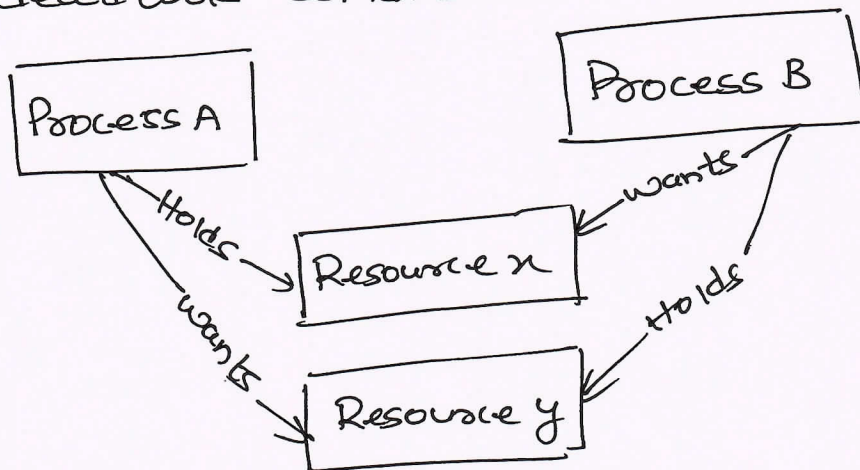 Process A
Process B
Holds
wants
Resource x
wants
Holds
Resource y